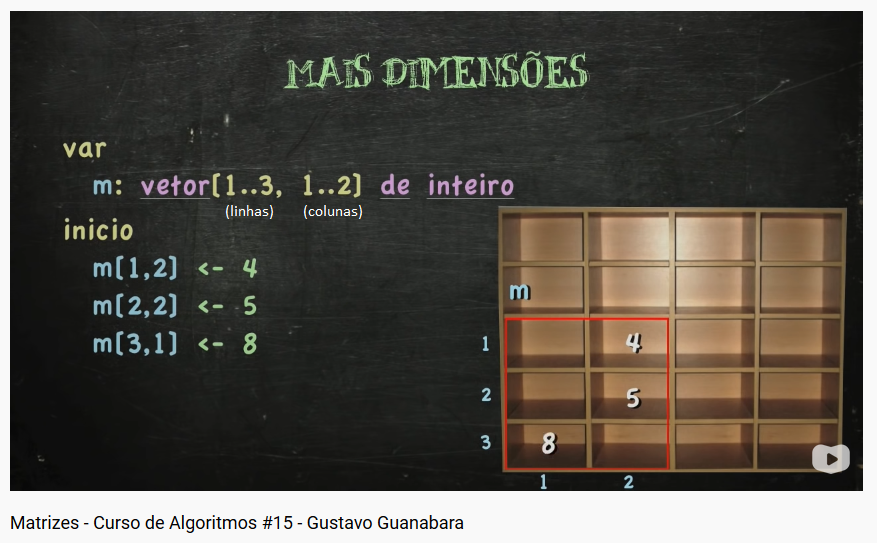 MAIS DIMENSÕES
var
m: vetor[1..3, 1..2] de inteiro
(linhas) (colunas)
inicio
m[1,2] <- 4
m[2,2] <- 5
m[3,1] <- 8
m
1 4
2 5
3 8
1 2
Matrizes - Curso de Algoritmos #15 - Gustavo Guanabara